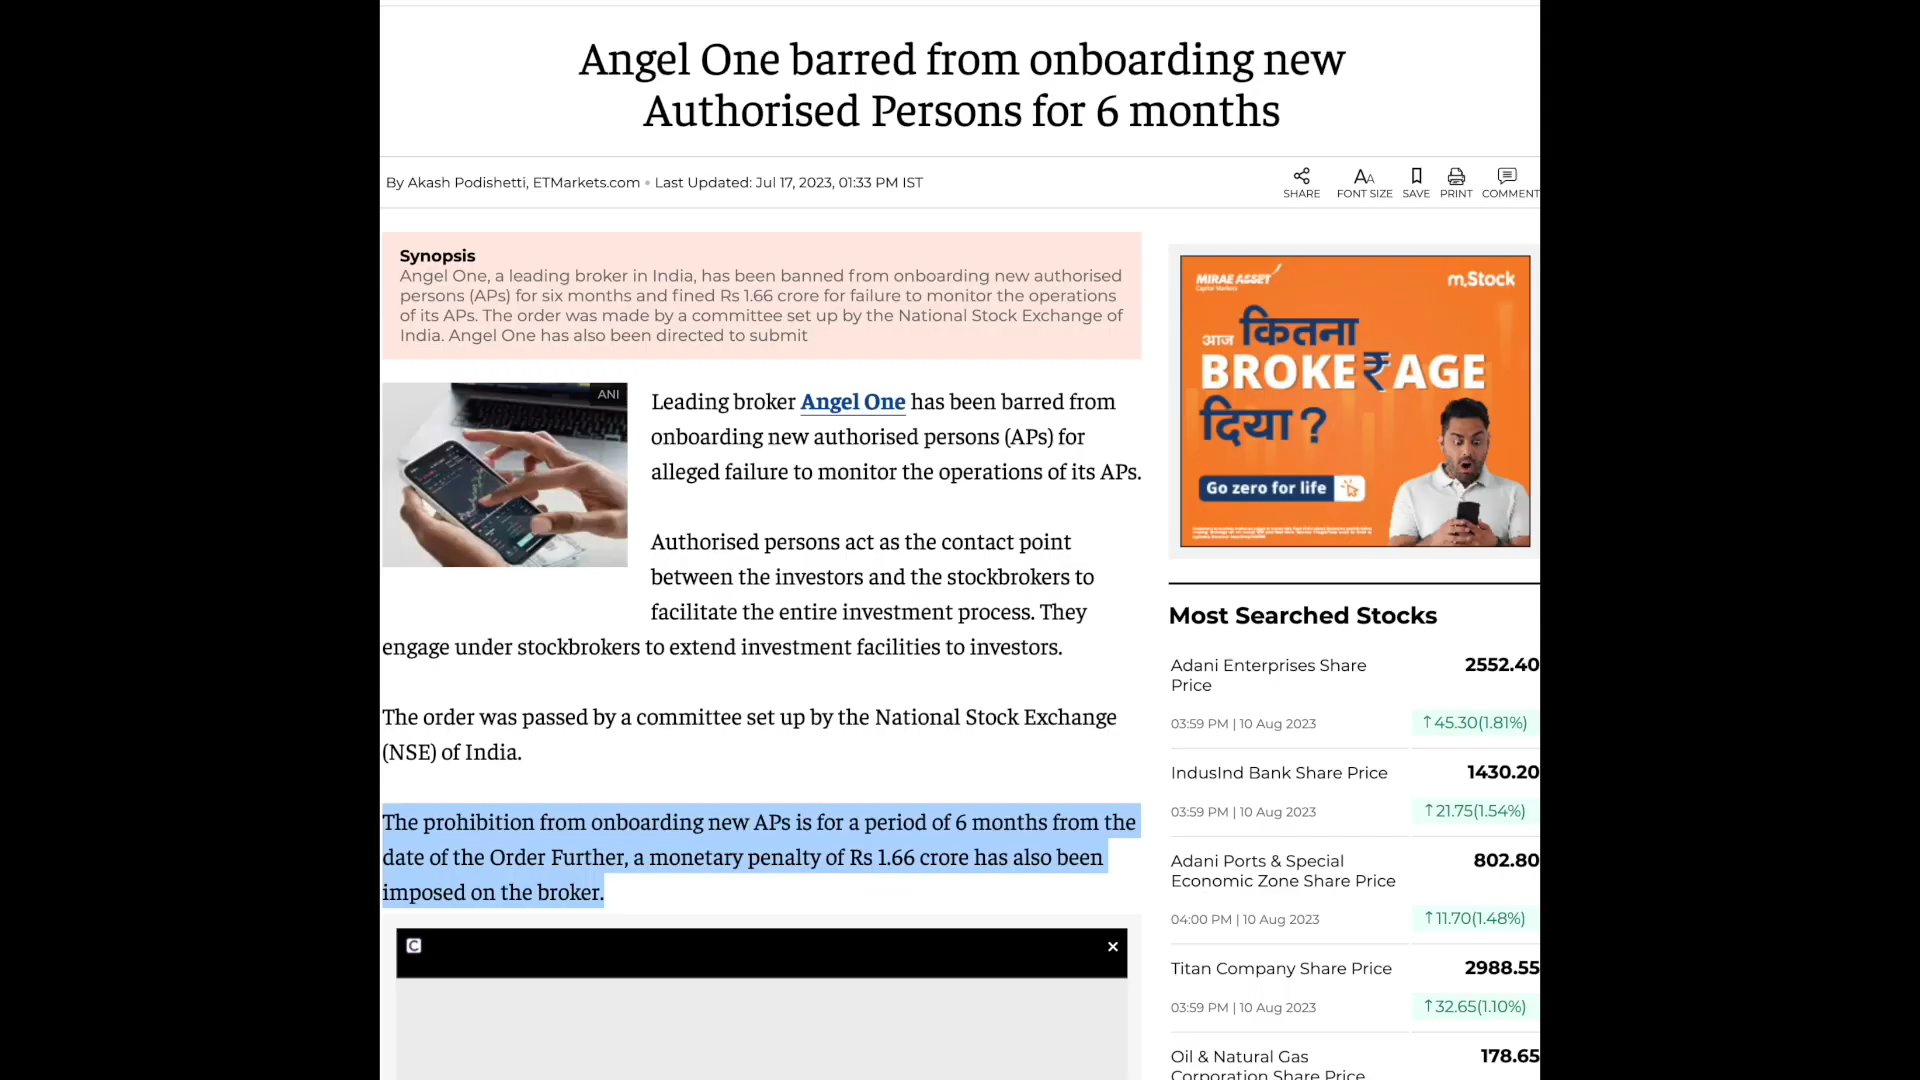 Angel One barred from onboarding new
Authorised Persons for 6 months
By Akash Podishetti, ETMarkets.com • Last Updated: Jul 17, 2023, 01:33 PM IST
SHARE
FONT SIZE
SAVE
PRINT
COMMENT
Synopsis
Angel One, a leading broker in India, has been banned from onboarding new authorised
persons (APs) for six months and fined Rs 1.66 crore for failure to monitor the operations
of its APs. The order was made by a committee set up by the National Stock Exchange of
India. Angel One has also been directed to submit
ANI
Leading broker Angel One has been barred from
onboarding new authorised persons (APs) for
alleged failure to monitor the operations of its APs.
Authorised persons act as the contact point
between the investors and the stockbrokers to
facilitate the entire investment process. They
engage under stockbrokers to extend investment facilities to investors.
The order was passed by a committee set up by the National Stock Exchange
(NSE) of India.
The prohibition from onboarding new APs is for a period of 6 months from the
date of the Order Further, a monetary penalty of Rs 1.66 crore has also been
imposed on the broker.
MIRAE ASSET
Capital Markets
m.Stock
आज कितना
BROKE₹AGE
दिया ?
Go zero for life
Most Searched Stocks
Adani Enterprises Share
Price
2552.40
03:59 PM | 10 Aug 2023
↑45.30(1.81%)
IndusInd Bank Share Price
1430.20
03:59 PM | 10 Aug 2023
↑21.75(1.54%)
Adani Ports & Special
Economic Zone Share Price
802.80
04:00 PM | 10 Aug 2023
↑11.70(1.48%)
Titan Company Share Price
2988.55
03:59 PM | 10 Aug 2023
↑32.65(1.10%)
Oil & Natural Gas
Corporation Share Price
178.65